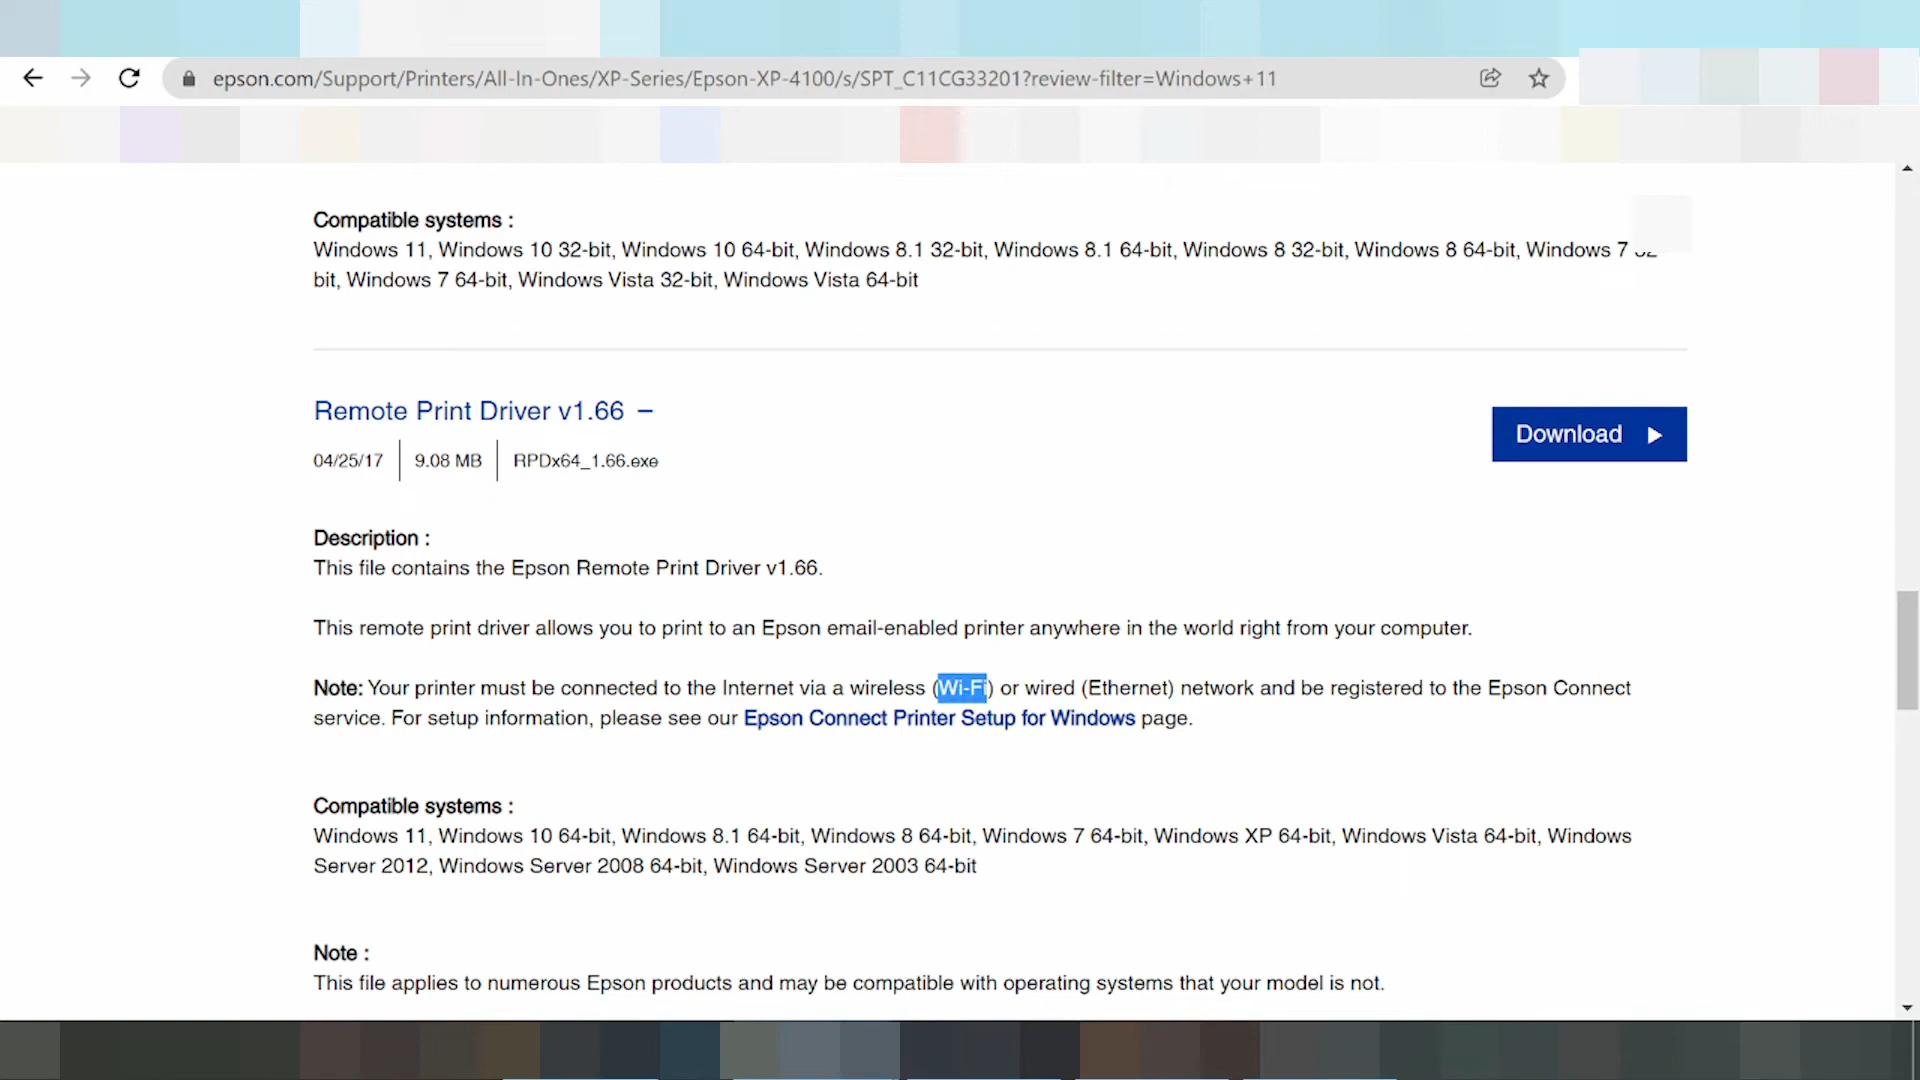 epson.com/Support/Printers/All-In-Ones/XP-Series/Epson-XP-4100/s/SPT_C11CG33201?review-filter=Windows+11
Compatible systems :
Windows 11, Windows 10 32-bit, Windows 10 64-bit, Windows 8.1 32-bit, Windows 8.1 64-bit, Windows 8 32-bit, Windows 8 64-bit, Windows 7 32-
bit, Windows 7 64-bit, Windows Vista 32-bit, Windows Vista 64-bit
Remote Print Driver v1.66 –
Download
04/25/17 9.08 MB RPDx64_1.66.exe
Description :
This file contains the Epson Remote Print Driver v1.66.
This remote print driver allows you to print to an Epson email-enabled printer anywhere in the world right from your computer.
Note: Your printer must be connected to the Internet via a wireless (Wi-Fi) or wired (Ethernet) network and be registered to the Epson Connect
service. For setup information, please see our Epson Connect Printer Setup for Windows page.
Compatible systems :
Windows 11, Windows 10 64-bit, Windows 8.1 64-bit, Windows 8 64-bit, Windows 7 64-bit, Windows XP 64-bit, Windows Vista 64-bit, Windows
Server 2012, Windows Server 2008 64-bit, Windows Server 2003 64-bit
Note :
This file applies to numerous Epson products and may be compatible with operating systems that your model is not.